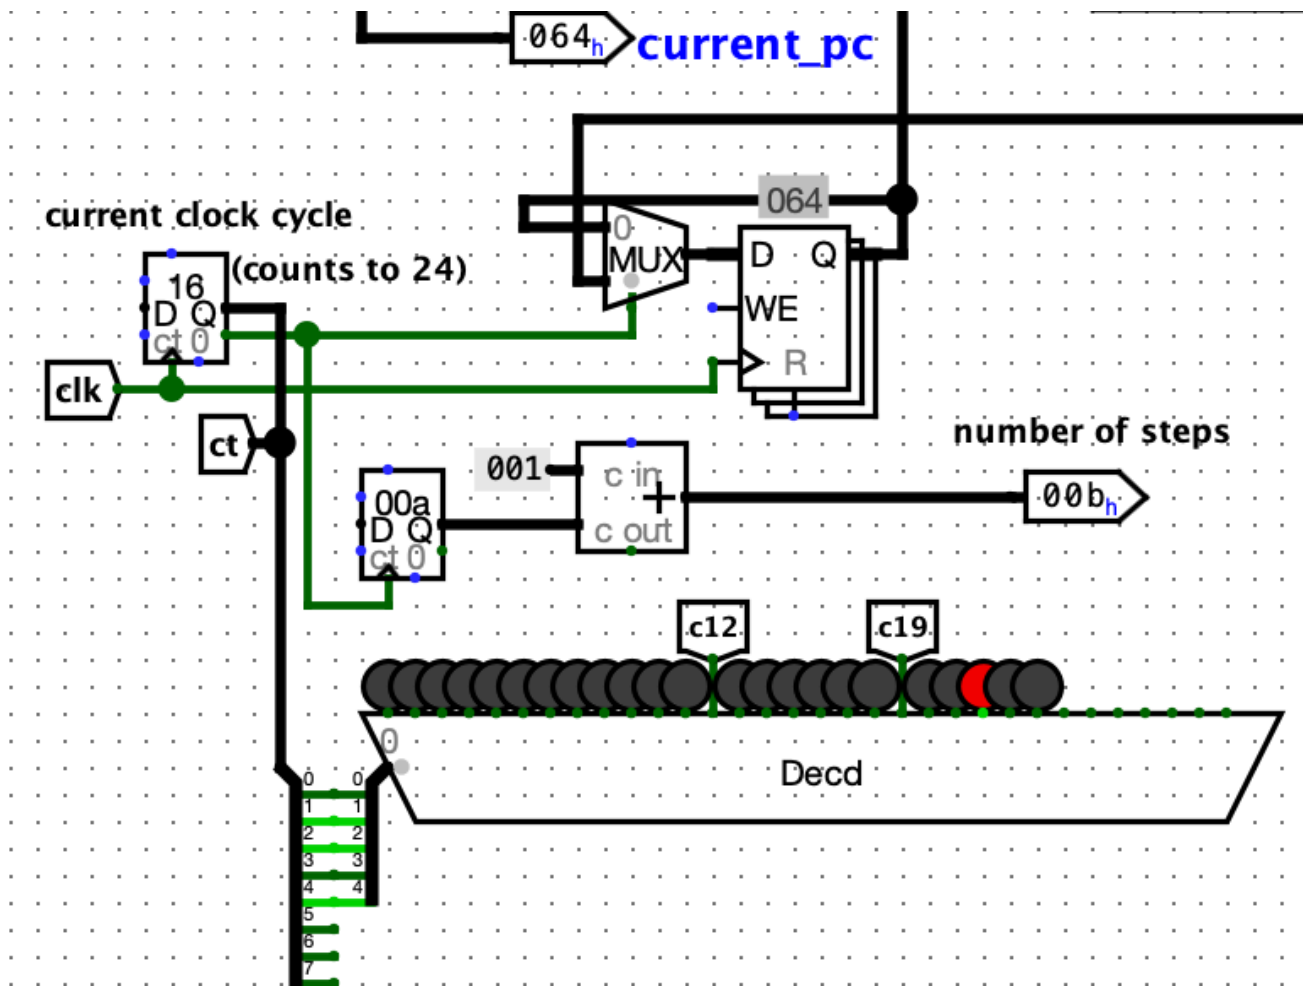 064h
current_pc
064
current clock cycle
(counts to 24)
0
MUX
D Q
WE
R
16
D Q
ct 0
clk
ct
number of steps
001
c in
+
c out
00bh
00a
D Q
ct 0
c12
c19
0
Decd
0 0
1 1
2 2
3 3
4 4
5
6
7